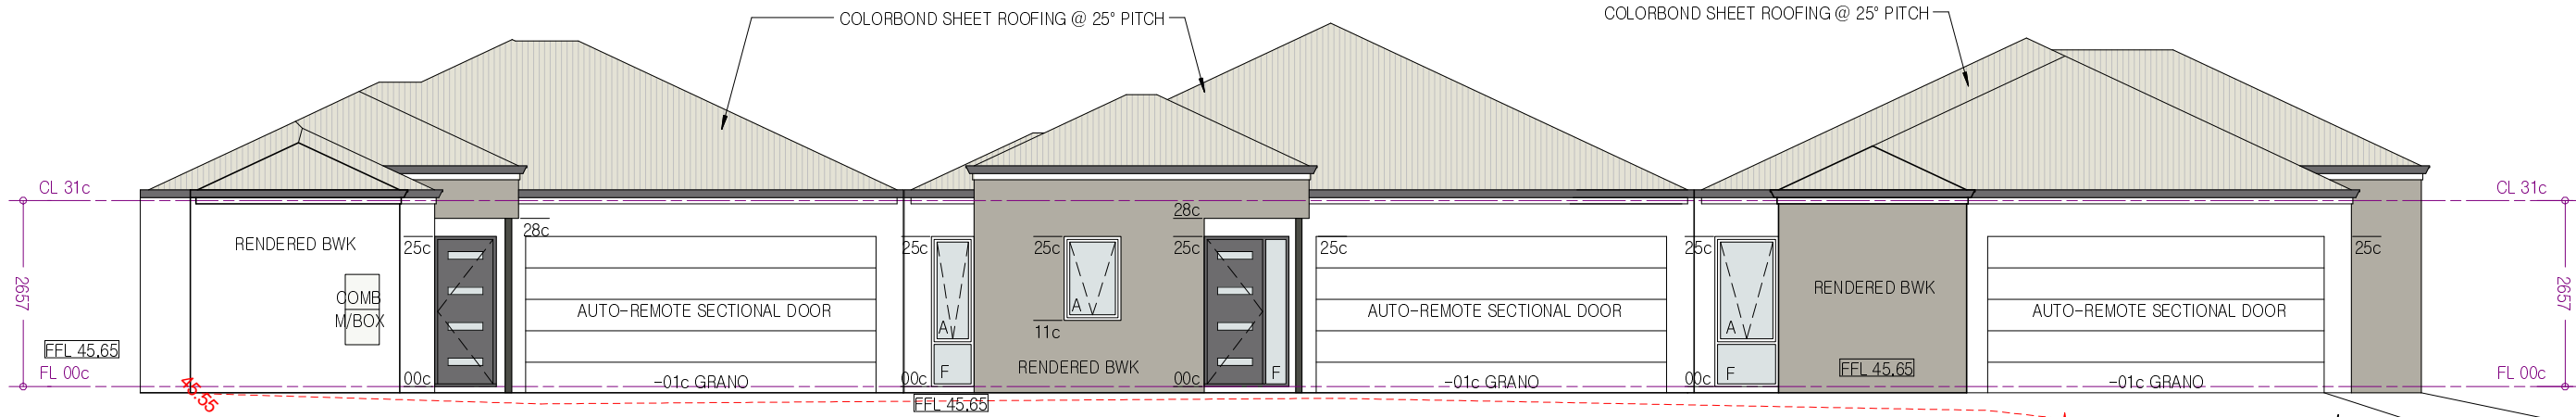 COLORBOND SHEET ROOFING @ 25° PITCH
COLORBOND SHEET ROOFING @ 25° PITCH
CL 31c
CL 31c
28c
28c
RENDERED BWK
25c
25c
25c
25c
25c
25c
25c
2657
2657
COMB
M/BOX
AUTO-REMOTE SECTIONAL DOOR
A
A
11c
AUTO-REMOTE SECTIONAL DOOR
A
RENDERED BWK
AUTO-REMOTE SECTIONAL DOOR
FFL 45.65
FL 00c
45.55
00c
-01c GRANO
00c
F
RENDERED BWK
00c
F
-01c GRANO
00c
F
FFL 45.65
-01c GRANO
FL 00c
FFL 45.65